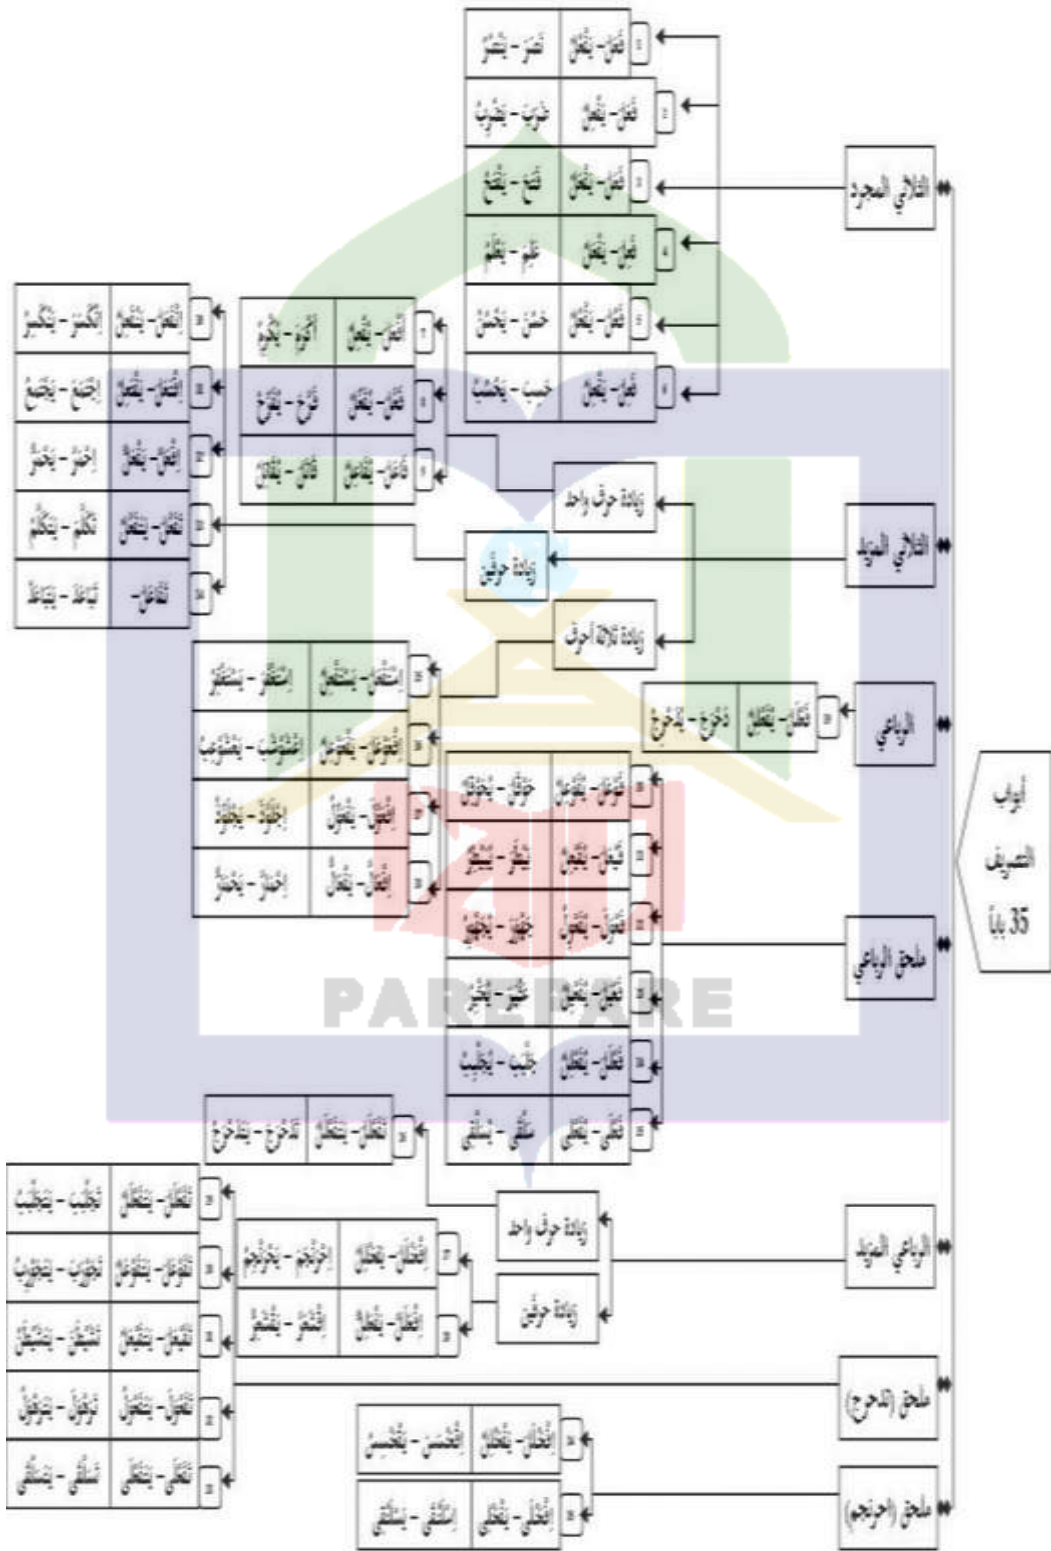 أبواب
التصريف
35 بابا
الثلاثي المجرد
فَعَلَ – يَفْعُلُ
نَصَرَ – يَنْصُرُ
فَعَلَ – يَفْعِلُ
ضَرَبَ – يَضْرِبُ
فَعَلَ – يَفْعَلُ
فَتَحَ – يَفْتَحُ
فَعِلَ – يَفْعَلُ
عَلِمَ – يَعْلَمُ
فَعُلَ – يَفْعُلُ
حَسُنَ – يَحْسُنُ
فَعِلَ – يَفْعِلُ
حَسِبَ – يَحْسِبُ
الثلاثي المزيد
زيادة حرف واحد
أَفْعَلَ – يُفْعِلُ
أَكْرَمَ – يُكْرِمُ
فَعَّلَ – يُفَعِّلُ
فَرَّحَ – يُفَرِّحُ
فَاعَلَ – يُفَاعِلُ
قَاتَلَ – يُقَاتِلُ
زيادة حرفين
اِنْفَعَلَ – يَنْفَعِلُ
اِنْكَسَرَ – يَنْكَسِرُ
اِفْتَعَلَ – يَفْتَعِلُ
اِجْتَمَعَ – يَجْتَمِعُ
اِفْعَلَّ – يَفْعَلُّ
اِحْمَرَّ – يَحْمَرُّ
تَفَعَّلَ – يَتَفَعَّلُ
تَكَلَّمَ – يَتَكَلَّمُ
تَفَاعَلَ –
تَبَاعَدَ – يَتَبَاعَدُ
زيادة ثلاثة أحرف
اِسْتَفْعَلَ – يَسْتَفْعِلُ
اِسْتَغْفَرَ – يَسْتَغْفِرُ
اِفْعَوْعَلَ – يَفْعَوْعِلُ
اِعْشَوْشَبَ – يَعْشَوْشِبُ
اِفْعَوَّلَ – يَفْعَوِّلُ
اِجْلَوَّذَ – يَجْلَوِّذُ
اِفْعَالَّ – يَفْعَالُّ
اِحْمَارَّ – يَحْمَارُّ
الرباعي
فَعْلَلَ – يُفَعْلِلُ
دَحْرَجَ – يُدَحْرِجُ
ملحق الرباعي
فَوْعَلَ – يُفَوْعِلُ
حَوْقَلَ – يُحَوْقِلُ
فَيْعَلَ – يُفَيْعِلُ
بَيْطَرَ – يُبَيْطِرُ
فَعْوَلَ – يُفَعْوِلُ
جَهْوَرَ – يُجَهْوِرُ
فَعْيَلَ – يُفَعْيِلُ
عَثْيَرَ – يُعَثْيِرُ
فَعْلَلَ – يُفَعْلِلُ
جَلْبَبَ – يُجَلْبِبُ
فَعْلَى – يُفَعْلِي
سَلْقَى – يُسَلْقِي
الرباعي المزيد
زيادة حرف واحد
تَفَعْلَلَ – يَتَفَعْلَلُ
تَدَحْرَجَ – يَتَدَحْرَجُ
زيادة حرفين
اِفْعَنْلَلَ – يَفْعَنْلِلُ
اِحْرَنْجَمَ – يَحْرَنْجِمُ
اِفْعَلَلَّ – يَفْعَلِلُّ
اِقْشَعَرَّ – يَقْشَعِرُّ
ملحق (تدحرج)
تَفَعْلَلَ – يَتَفَعْلَلُ
تَجَلْبَبَ – يَتَجَلْبَبُ
تَفَوْعَلَ – يَتَفَوْعَلُ
تَجَوْرَبَ – يَتَجَوْرَبُ
تَفَيْعَلَ – يَتَفَيْعَلُ
تَشَيْطَنَ – يَتَشَيْطَنُ
تَفَعْوَلَ – يَتَفَعْوَلُ
تَرَهْوَلَ – يَتَرَهْوَلُ
تَفَعْلَى – يَتَفَعْلَى
تَسَلْقَى – يَتَسَلْقَى
ملحق (احرنجم)
اِفْعَنْلَلَ – يَفْعَنْلِلُ
اِقْعَنْسَسَ – يَقْعَنْسِسُ
اِفْعَنْلَى – يَفْعَنْلِي
اِسْلَنْقَى – يَسْلَنْقِي
PAREPARE